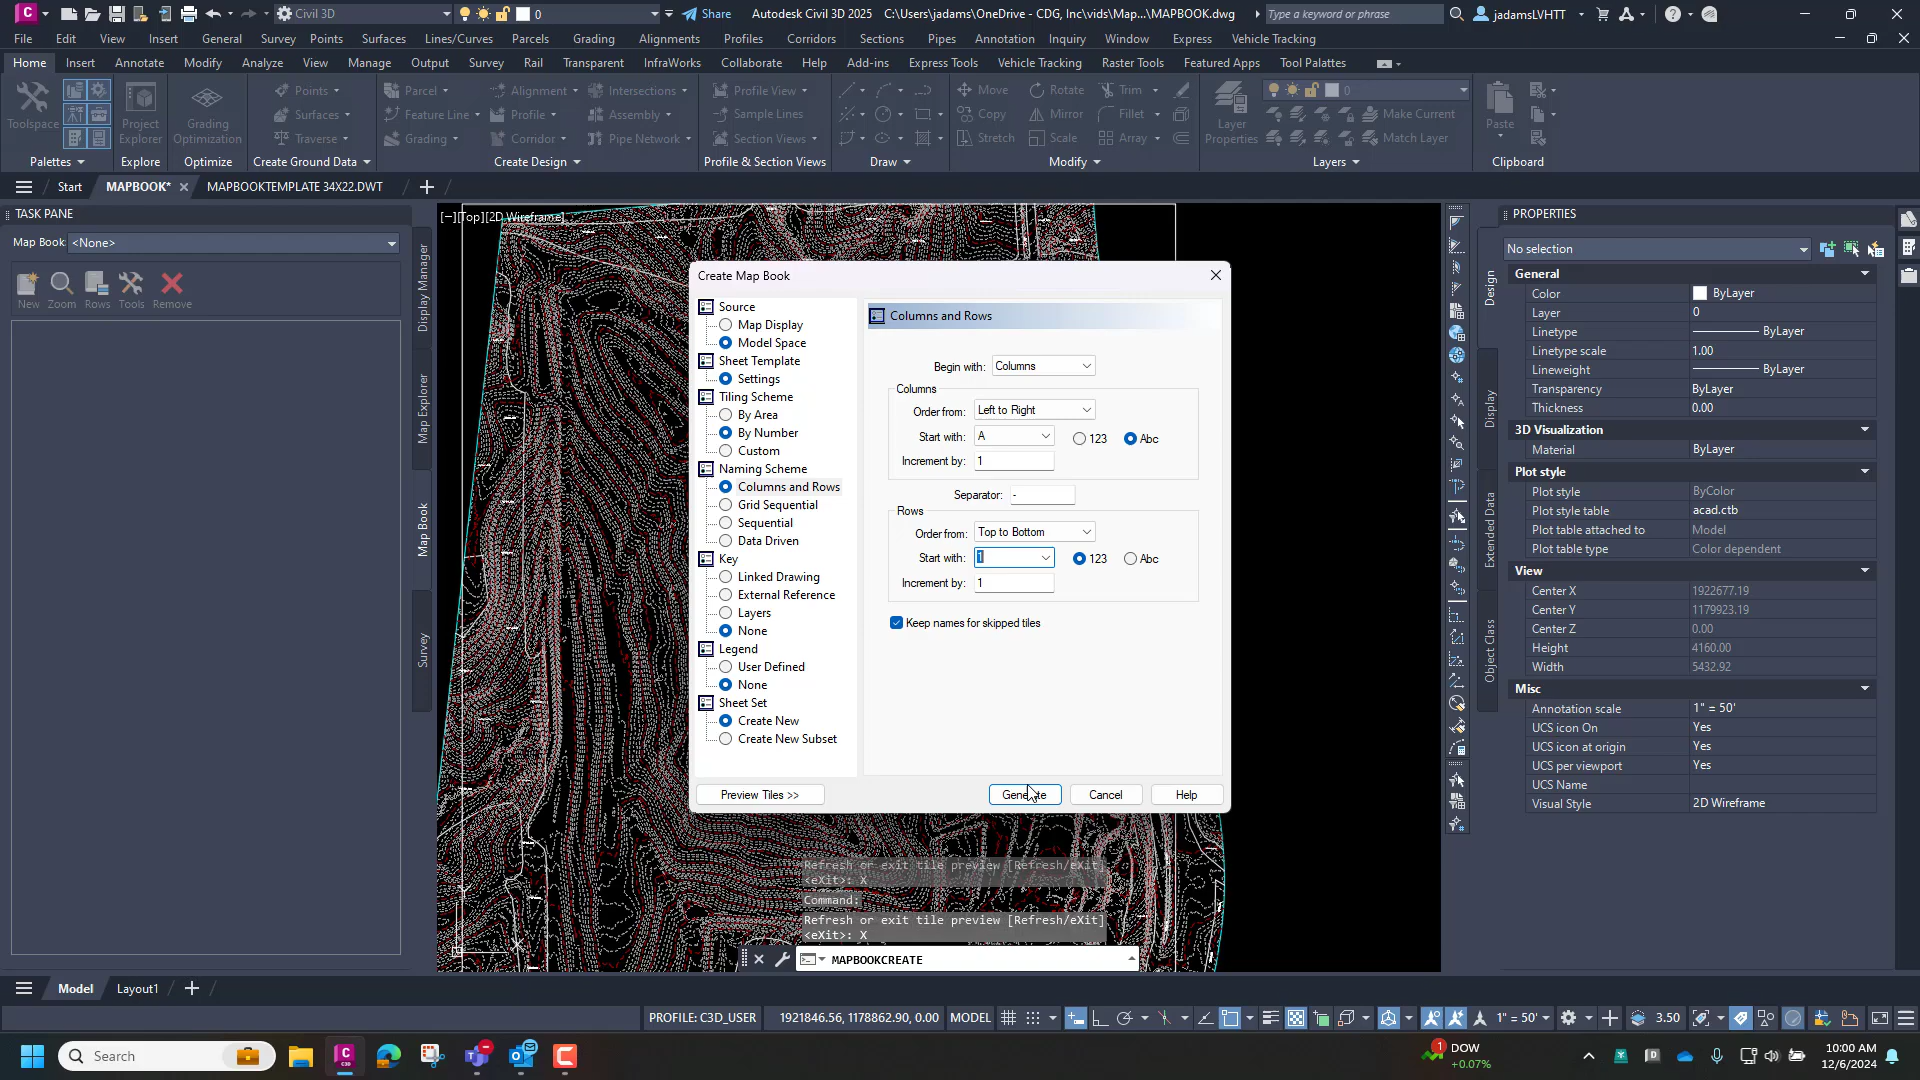 Civil 3D
0
Share
Autodesk Civil 3D 2025
C:\Users\jadams\OneDrive - CDG, Inc\vids\Map...\MAPBOOK.dwg
Type a keyword or phrase
jadamsLVHTT
File Edit View Insert General Survey Points Surfaces Lines/Curves Parcels Grading Alignments Profiles Corridors Sections Pipes Annotation Inquiry Window Express Vehicle Tracking
Home Insert Annotate Modify Analyze View Manage Output Survey Rail Transparent InfraWorks Collaborate Help Add-ins Express Tools Vehicle Tracking Raster Tools Featured Apps Tool Palettes
Points Parcel Alignment Intersections Profile View Move Rotate Trim 0
Surfaces Feature Line Profile Assembly Sample Lines Copy Mirror Fillet Make Current
Toolspace Project Explorer Grading Optimization Layer Properties Paste
Traverse Grading Corridor Pipe Network Section Views Stretch Scale Array Match Layer
Palettes Explore Optimize Create Ground Data Create Design Profile & Section Views Draw Modify Layers Clipboard
Start MAPBOOK* MAPBOOKTEMPLATE 34X22.DWT
TASK PANE
Map Book <None>
New Zoom Rows Tools Remove
Display Manager
Map Explorer
Map Book
Survey
[−][Top][2D Wireframe]
Create Map Book
Source
Map Display
Model Space
Sheet Template
Settings
Tiling Scheme
By Area
By Number
Custom
Naming Scheme
Columns and Rows
Grid Sequential
Sequential
Data Driven
Key
Linked Drawing
External Reference
Layers
None
Legend
User Defined
None
Sheet Set
Create New
Create New Subset
Columns and Rows
Begin with: Columns
Columns
Order from: Left to Right
Start with: A 123 Abc
Increment by: 1
Separator: -
Rows
Order from: Top to Bottom
Start with: 1 123 Abc
Increment by: 1
Keep names for skipped tiles
Preview Tiles >> Generate Cancel Help
Refresh or exit tile preview [Refresh/eXit]
<eXit>: X
Command:
Refresh or exit tile preview [Refresh/eXit]
<eXit>: X
MAPBOOKCREATE
PROPERTIES
No selection
Design
Display
Extended Data
Object Class
General
Color ByLayer
Layer 0
Linetype ByLayer
Linetype scale 1.00
Lineweight ByLayer
Transparency ByLayer
Thickness 0.00
3D Visualization
Material ByLayer
Plot style
Plot style ByColor
Plot style table acad.ctb
Plot table attached to Model
Plot table type Color dependent
View
Center X 1922677.19
Center Y 1179923.19
Center Z 0.00
Height 4160.00
Width 5432.92
Misc
Annotation scale 1" = 50'
UCS icon On Yes
UCS icon at origin Yes
UCS per viewport Yes
UCS Name
Visual Style 2D Wireframe
Model Layout1
PROFILE: C3D_USER 1921846.56, 1178862.90, 0.00 MODEL 1" = 50' 3.50
Search
1
DOW
+0.07%
10:00 AM
12/6/2024